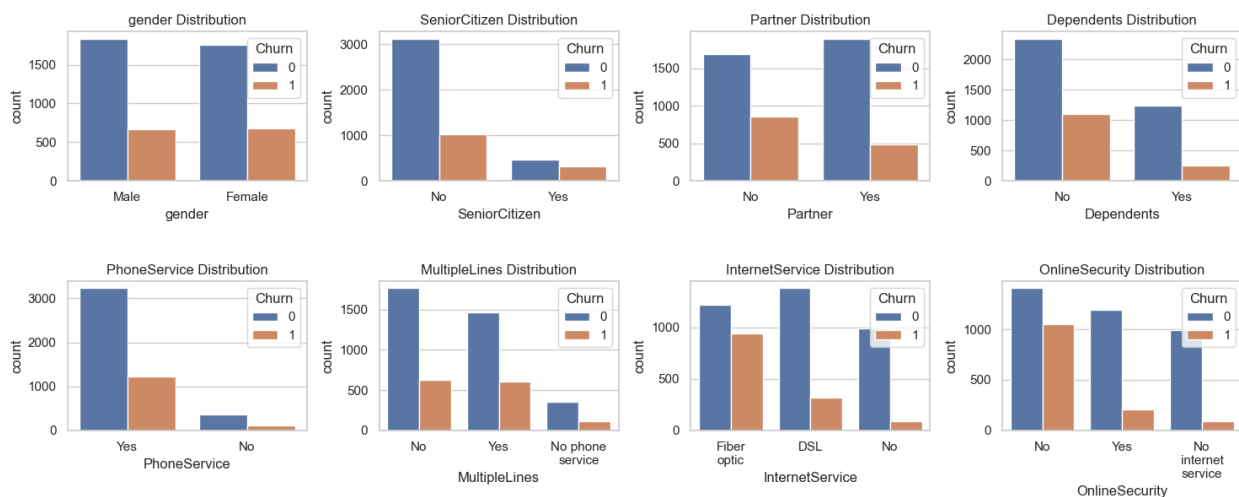 gender Distribution
Churn
0
1
1500
1000
500
0
count
Male
Female
gender
SeniorCitizen Distribution
Churn
0
1
3000
2000
1000
0
count
No
Yes
SeniorCitizen
Partner Distribution
Churn
0
1
1500
1000
500
0
count
No
Yes
Partner
Dependents Distribution
Churn
0
1
2000
1500
1000
500
0
count
No
Yes
Dependents
PhoneService Distribution
Churn
0
1
3000
2000
1000
0
count
Yes
No
PhoneService
MultipleLines Distribution
Churn
0
1
1500
1000
500
0
count
No
Yes
No phone
service
MultipleLines
InternetService Distribution
Churn
0
1
1000
500
0
count
Fiber
optic
DSL
No
InternetService
OnlineSecurity Distribution
Churn
0
1
1000
500
0
count
No
Yes
No
internet
service
OnlineSecurity